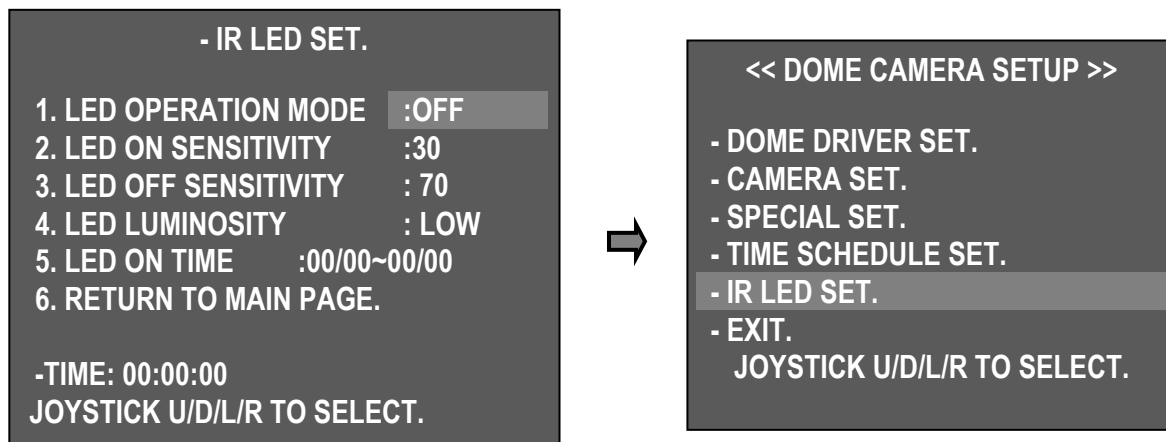 - IR LED SET.
1. LED OPERATION MODE :OFF
2. LED ON SENSITIVITY :30
3. LED OFF SENSITIVITY : 70
4. LED LUMINOSITY : LOW
5. LED ON TIME :00/00~00/00
6. RETURN TO MAIN PAGE.
-TIME: 00:00:00
JOYSTICK U/D/L/R TO SELECT.
<< DOME CAMERA SETUP >>
- DOME DRIVER SET.
- CAMERA SET.
- SPECIAL SET.
- TIME SCHEDULE SET.
- IR LED SET.
- EXIT.
JOYSTICK U/D/L/R TO SELECT.